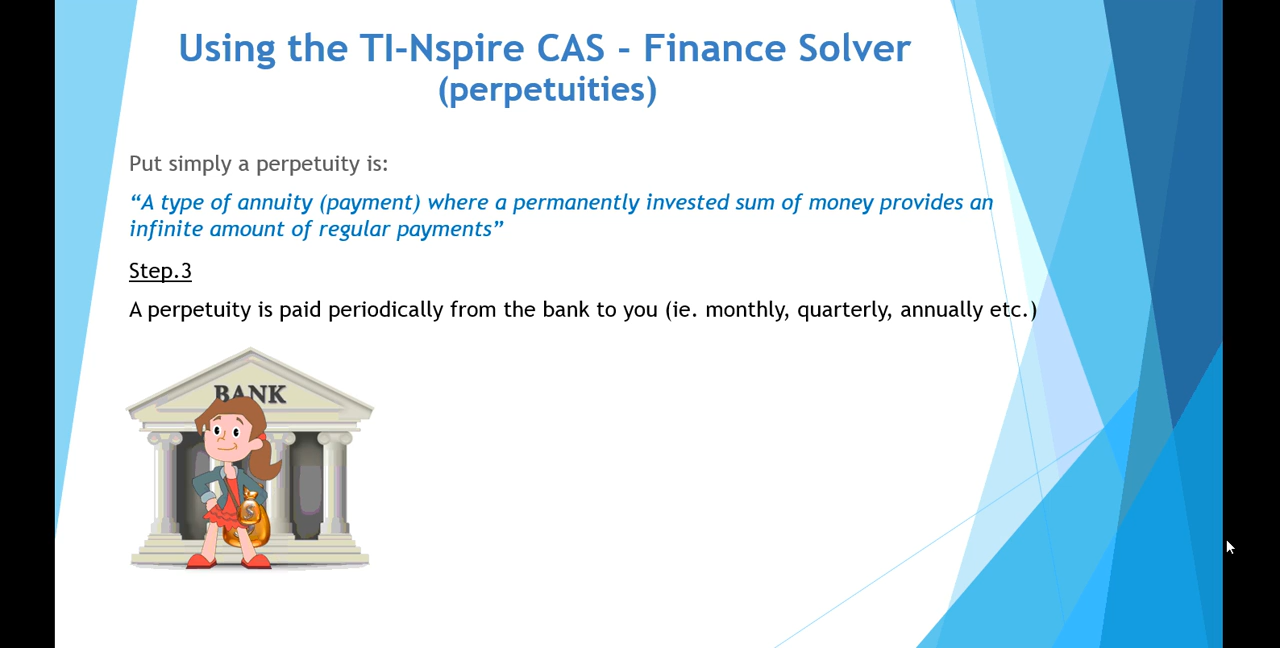 Using the TI-Nspire CAS - Finance Solver
(perpetuities)
Put simply a perpetuity is:
“A type of annuity (payment) where a permanently invested sum of money provides an
infinite amount of regular payments”
Step.3
A perpetuity is paid periodically from the bank to you (ie. monthly, quarterly, annually etc.)
BANK
$
$